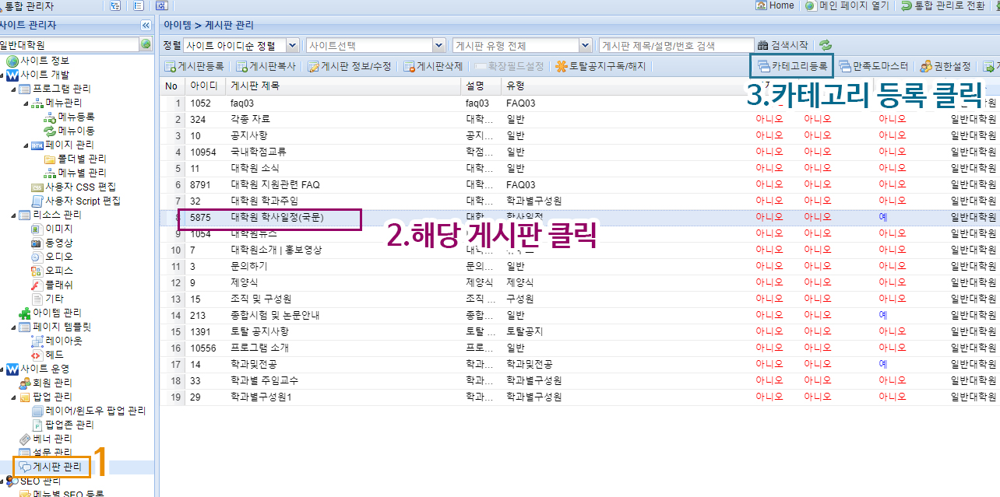 통합 관리자
Home 메인 페이지 열기 통합 관리로 전환
사이트 관리자
아이템 > 게시판 관리
일반대학원
정렬 사이트 아이디순 정렬 사이트선택 게시판 유형 전체 게시판 제목/설명/번호 검색 검색시작
게시판등록 게시판복사 게시판 정보/수정 게시판삭제 확장필드설정 토탈공지구독/해지 카테고리등록 만족도마스터 권한설정
3.카테고리 등록 클릭
사이트 정보
사이트 개발
프로그램 관리
메뉴관리
메뉴등록
메뉴이동
페이지 관리
폴더별 관리
메뉴별 관리
사용자 CSS 편집
사용자 Script 편집
리소스 관리
이미지
동영상
오디오
오피스
플래쉬
기타
아이템 관리
페이지 템플릿
레이아웃
헤드
사이트 운영
회원 관리
팝업 관리
레이어/윈도우 팝업 관리
팝업존 관리
베너 관리
설문 관리
게시판 관리
1
SEO 관리
메뉴별 SEO 등록
No 아이디 게시판 제목 설명 유형
1 1052 faq03 faq03 FAQ03
2 324 각종 자료 대학... 일반 아니오 아니오 아니오 일반대학원
3 10 공지사항 공지... 일반 아니오 아니오 아니오 일반대학원
4 10954 국내학점교류 학점... 일반 아니오 아니오 아니오 일반대학원
5 11 대학원 소식 대학... 일반 아니오 아니오 아니오 일반대학원
6 8791 대학원 지원관련 FAQ 대학... FAQ03 아니오 아니오 아니오 일반대학원
7 32 대학원 학과주임 대학... 학과별구성원 아니오 아니오 아니오 일반대학원
8 5875 대학원 학사일정(국문) 대학... 학사일정 아니오 아니오 예 일반대학원
2.해당 게시판 클릭
9 1054 대학원뉴스 아니오 아니오 아니오 일반대학원
10 7 대학원소개 | 홍보영상 대학... 아니오 아니오 아니오 일반대학원
11 3 문의하기 문의... 일반 아니오 아니오 아니오 일반대학원
12 9 제양식 제양식 제양식 아니오 아니오 아니오 일반대학원
13 15 조직 및 구성원 조직 ... 구성원 아니오 아니오 아니오 일반대학원
14 213 종합시험 및 논문안내 종합... 일반 아니오 아니오 예 일반대학원
15 1391 토탈 공지사항 토탈 ... 토탈공지 아니오 아니오 아니오 일반대학원
16 10556 프로그램 소개 프로... 일반 아니오 아니오 아니오 일반대학원
17 14 학과및전공 학과... 학과및전공 아니오 아니오 예 일반대학원
18 33 학과별 주임교수 학과... 학과별구성원 아니오 아니오 아니오 일반대학원
19 29 학과별구성원1 학과... 학과별구성원 아니오 아니오 아니오 일반대학원